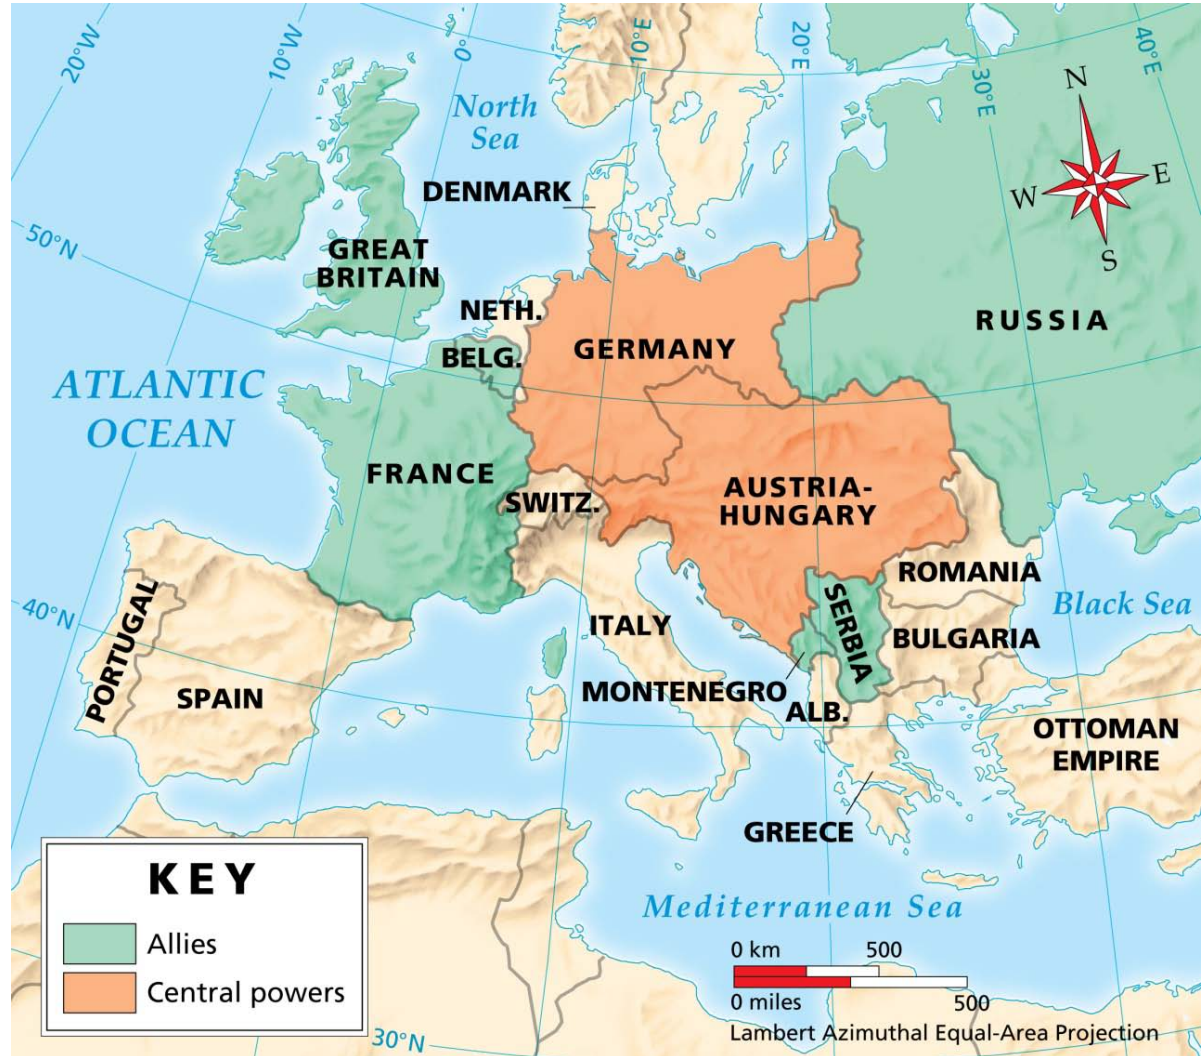 20°W
10°W
0°
10°E
20°E
30°E
40°E
North
Sea
N
W
E
S
DENMARK
50°N
GREAT
BRITAIN
NETH.
BELG.
GERMANY
RUSSIA
ATLANTIC
OCEAN
FRANCE
SWITZ.
AUSTRIA-
HUNGARY
ROMANIA
Black Sea
40°N
PORTUGAL
SPAIN
ITALY
SERBIA
BULGARIA
MONTENEGRO
ALB.
OTTOMAN
EMPIRE
GREECE
Mediterranean Sea
KEY
Allies
Central powers
30°N
0 km 500
0 miles 500
Lambert Azimuthal Equal-Area Projection